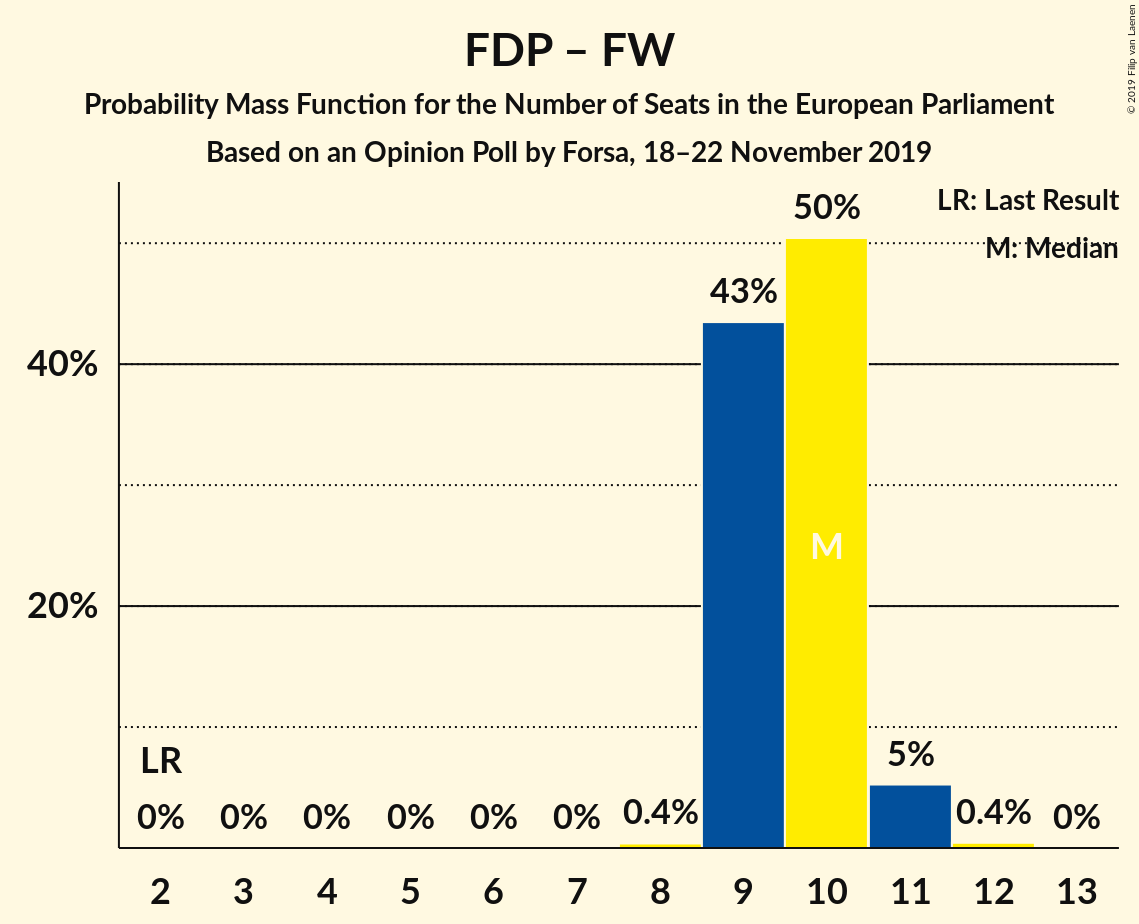 FDP – FW
Probability Mass Function for the Number of Seats in the European Parliament
Based on an Opinion Poll by Forsa, 18–22 November 2019
© 2019 Filip van Laenen
LR: Last Result
M: Median
50%
43%
40%
M
20%
LR
5%
0% 0% 0% 0% 0% 0% 0.4% 0.4% 0%
2 3 4 5 6 7 8 9 10 11 12 13